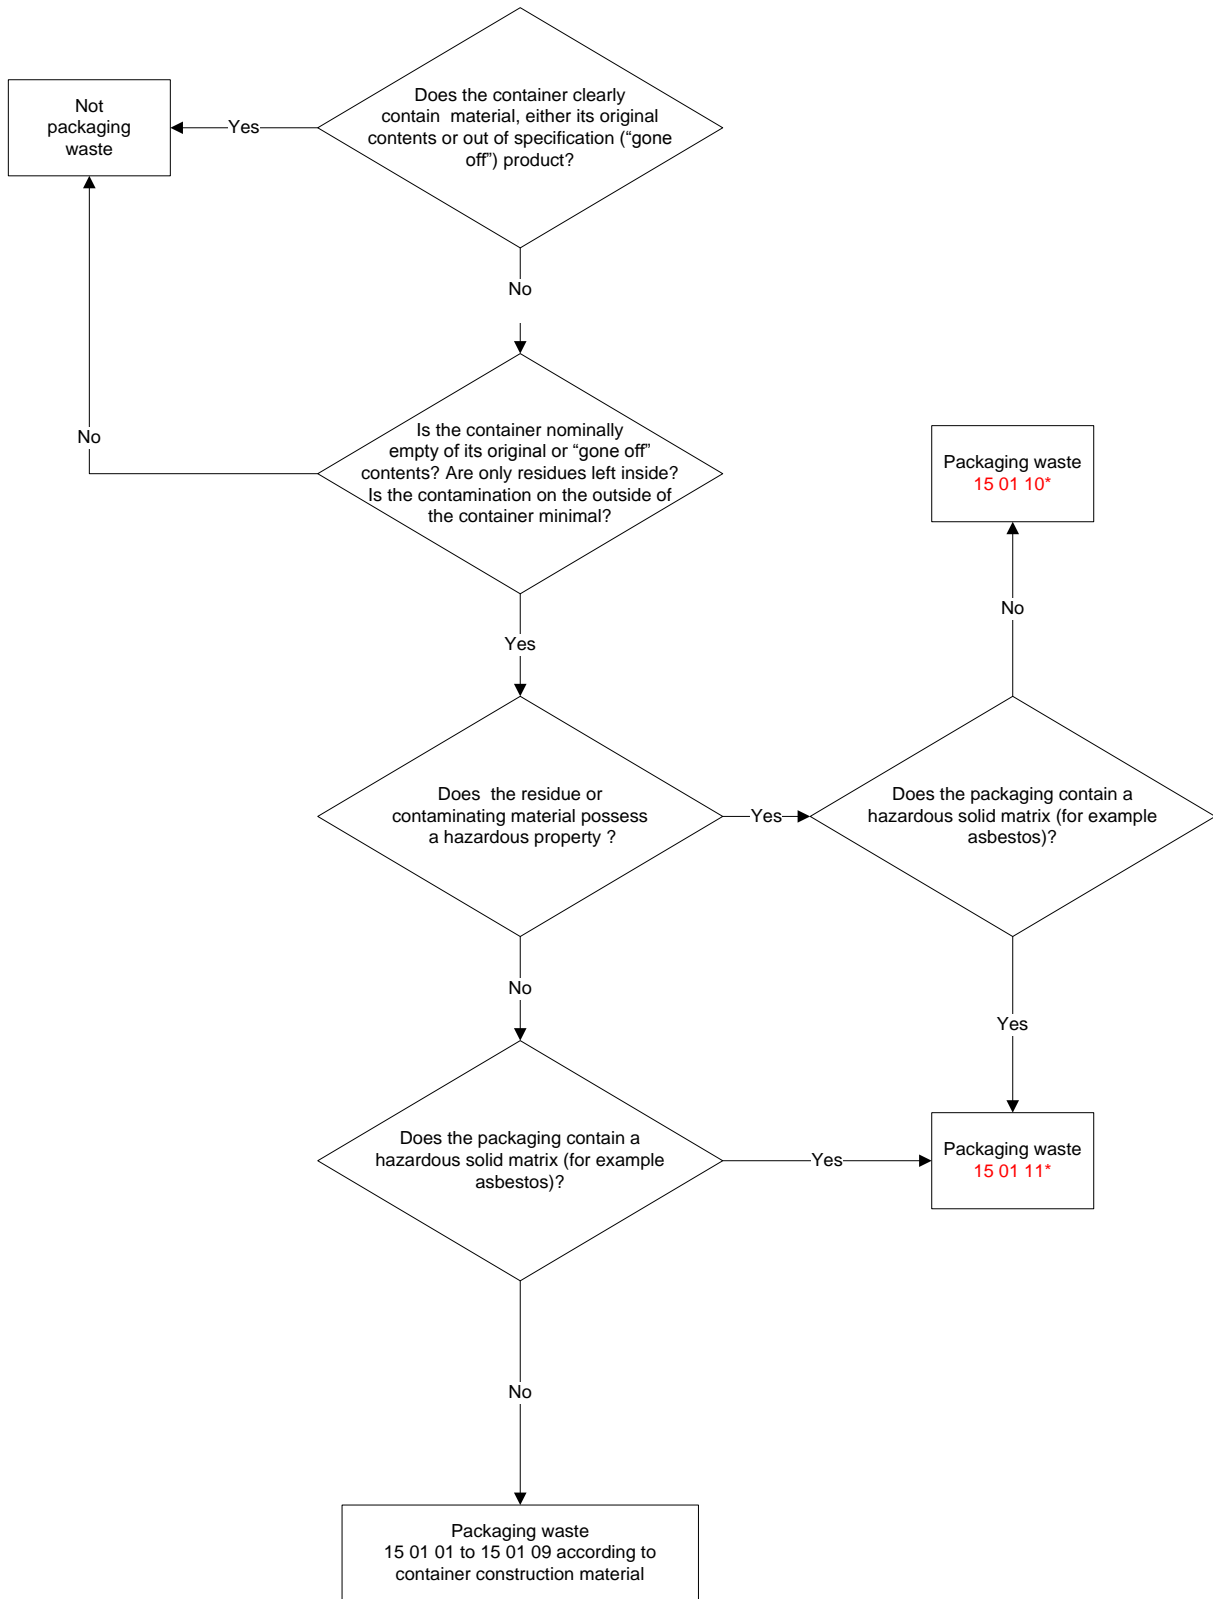 Does the container clearly
contain material, either its original
contents or out of specification (“gone
off”) product?
Not
packaging
waste
Yes
No
Is the container nominally
empty of its original or “gone off”
contents? Are only residues left inside?
Is the contamination on the outside of
the container minimal?
No
Packaging waste
15 01 10*
No
Yes
Does the residue or
contaminating material possess
a hazardous property ?
Yes
Does the packaging contain a
hazardous solid matrix (for example
asbestos)?
No
Yes
Does the packaging contain a
hazardous solid matrix (for example
asbestos)?
Yes
Packaging waste
15 01 11*
No
Packaging waste
15 01 01 to 15 01 09 according to
container construction material